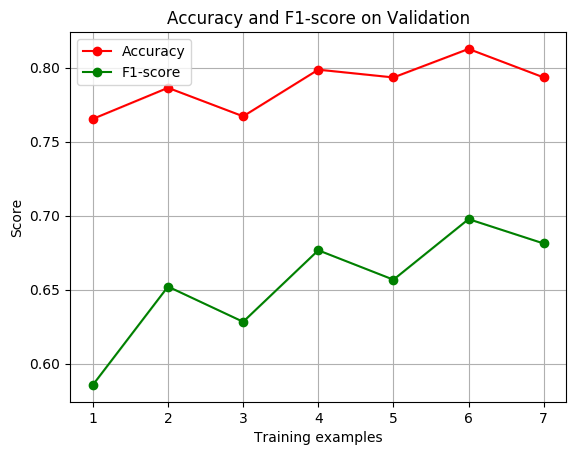 Accuracy and F1-score on Validation
Accuracy
F1-score
0.80
0.75
0.70
0.65
0.60
Score
1 2 3 4 5 6 7
Training examples